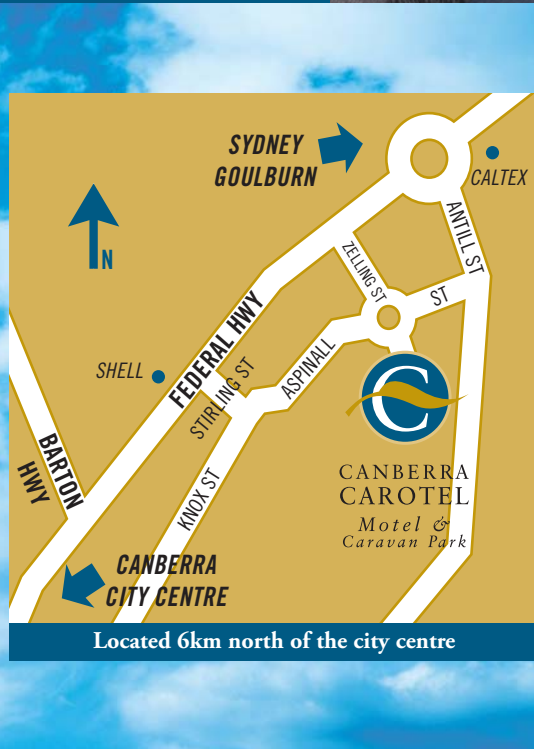 SYDNEY
GOULBURN
CALTEX
N
ANTILL ST
ZELLING ST
ST
FEDERAL HWY
SHELL
STIRLING ST
ASPINALL
C
BARTON
HWY
KNOX ST
CANBERRA
CAROTEL
Motel &
Caravan Park
CANBERRA
CITY CENTRE
Located 6km north of the city centre